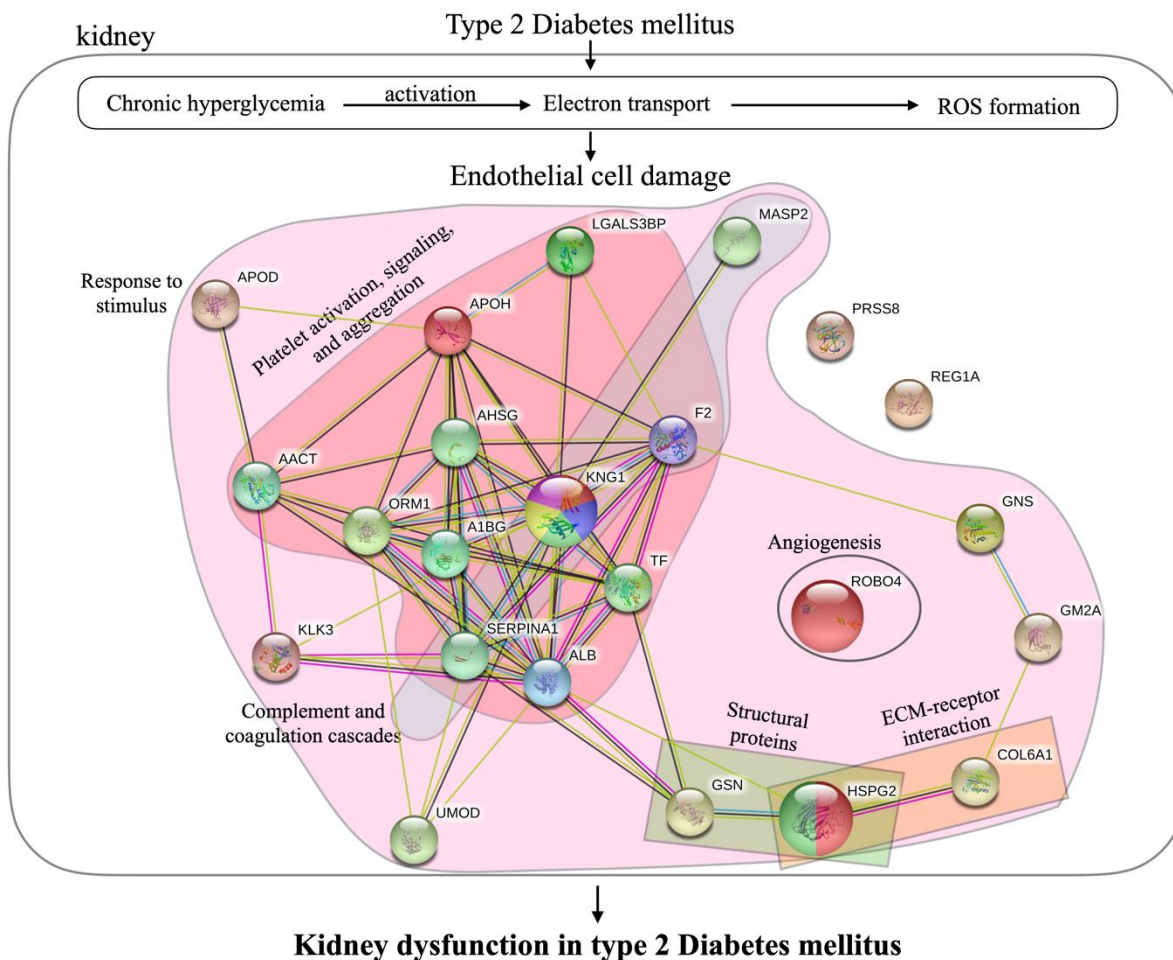 Type 2 Diabetes mellitus
kidney
Chronic hyperglycemia
activation
Electron transport
ROS formation
Endothelial cell damage
LGALS3BP
MASP2
Response to
stimulus
APOD
Platelet activation, signaling,
and aggregation
APOH
PRSS8
REG1A
AHSG
F2
AACT
KNG1
ORM1
A1BG
GNS
TF
Angiogenesis
ROBO4
GM2A
KLK3
SERPINA1
ALB
Complement and
coagulation cascades
Structural
proteins
ECM-receptor
interaction
COL6A1
GSN
HSPG2
UMOD
Kidney dysfunction in type 2 Diabetes mellitus